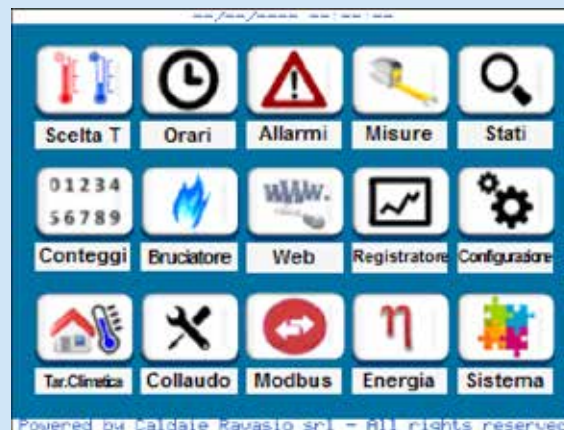 --/--/---- --:--:--
Scelta T Orari Allarmi Misure Stati
01234
56789
www.
Conteggi Bruciatore Web Registratore Configurazione
η
Tar.Climatica Collaudo Modbus Energia Sistema
Powered by Caldaie Ravasio srl - All rights reserved